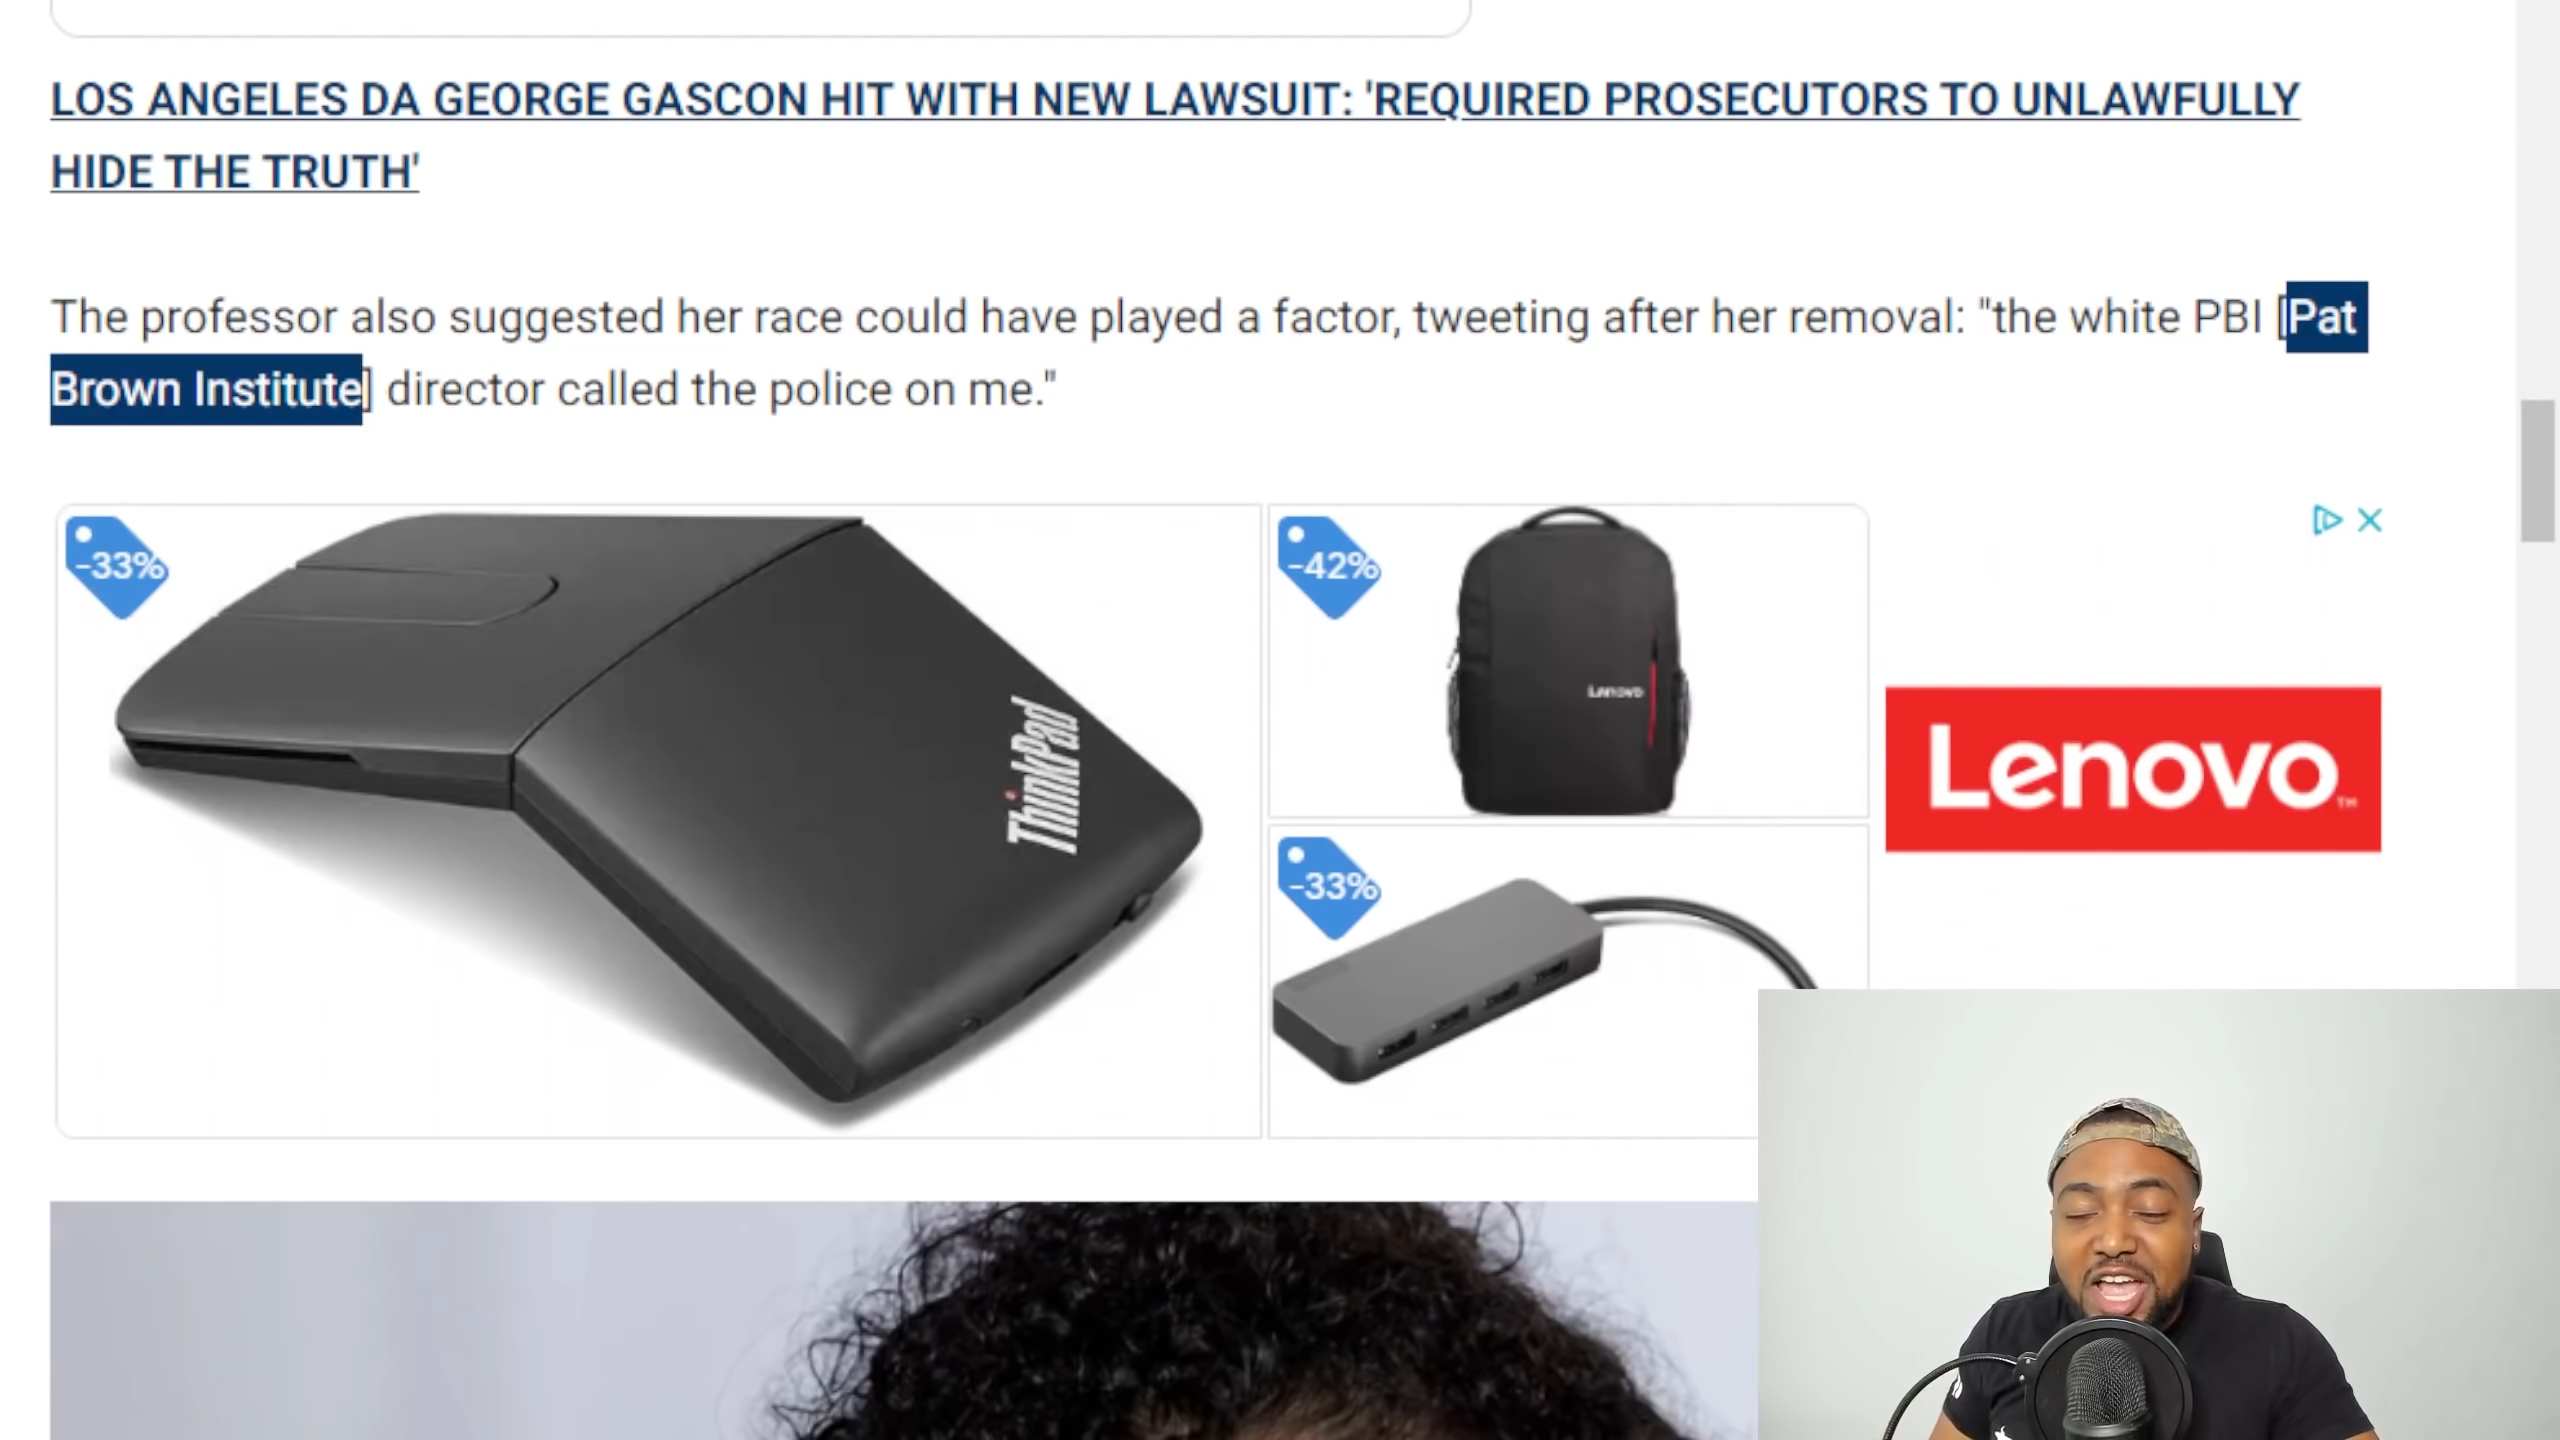 LOS ANGELES DA GEORGE GASCON HIT WITH NEW LAWSUIT: 'REQUIRED PROSECUTORS TO UNLAWFULLY
HIDE THE TRUTH'
The professor also suggested her race could have played a factor, tweeting after her removal: "the white PBI [Pat
Brown Institute] director called the police on me."
-33%
ThinkPad
-42%
Lenovo
-33%
Lenovo™